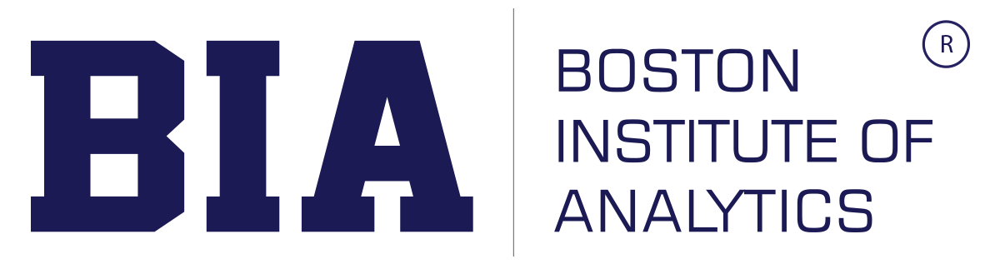 BIA
BOSTON
INSTITUTE OF
ANALYTICS
®